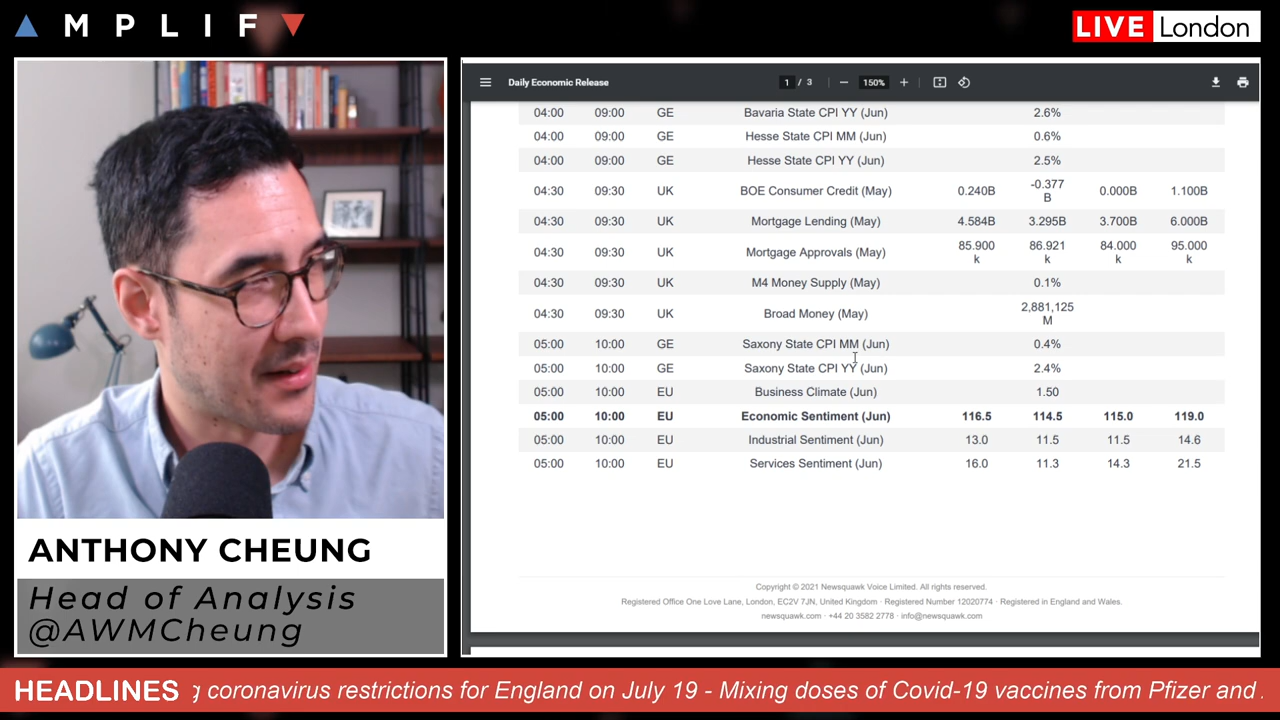 AMPLIFY
LIVE London
Daily Economic Release
1 / 3
150%
04:00 09:00 GE Bavaria State CPI YY (Jun) 2.6%
04:00 09:00 GE Hesse State CPI MM (Jun) 0.6%
04:00 09:00 GE Hesse State CPI YY (Jun) 2.5%
04:30 09:30 UK BOE Consumer Credit (May) 0.240B -0.377 B 0.000B 1.100B
04:30 09:30 UK Mortgage Lending (May) 4.584B 3.295B 3.700B 6.000B
04:30 09:30 UK Mortgage Approvals (May) 85.900 k 86.921 k 84.000 k 95.000 k
04:30 09:30 UK M4 Money Supply (May) 0.1%
04:30 09:30 UK Broad Money (May) 2,881,125 M
05:00 10:00 GE Saxony State CPI MM (Jun) 0.4%
05:00 10:00 GE Saxony State CPI YY (Jun) 2.4%
05:00 10:00 EU Business Climate (Jun) 1.50
05:00 10:00 EU Economic Sentiment (Jun) 116.5 114.5 115.0 119.0
05:00 10:00 EU Industrial Sentiment (Jun) 13.0 11.5 11.5 14.6
05:00 10:00 EU Services Sentiment (Jun) 16.0 11.3 14.3 21.5
Copyright © 2021 Newsquawk Voice Limited. All rights reserved.
Registered Office One Love Lane, London, EC2V 7JN, United Kingdom · Registered Number 12020774 · Registered in England and Wales.
newsquawk.com · +44 20 3582 2778 · info@newsquawk.com
ANTHONY CHEUNG
Head of Analysis
@AWMCheung
HEADLINES
coronavirus restrictions for England on July 19 - Mixing doses of Covid-19 vaccines from Pfizer and